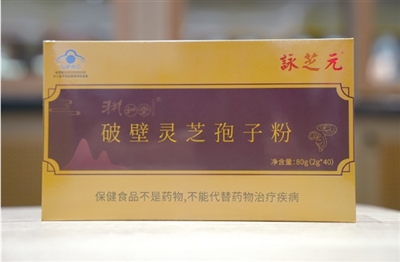 詠芝元
破壁灵芝孢子粉
净含量:80g(2g*40)
保健食品不是药物,不能代替药物治疗疾病